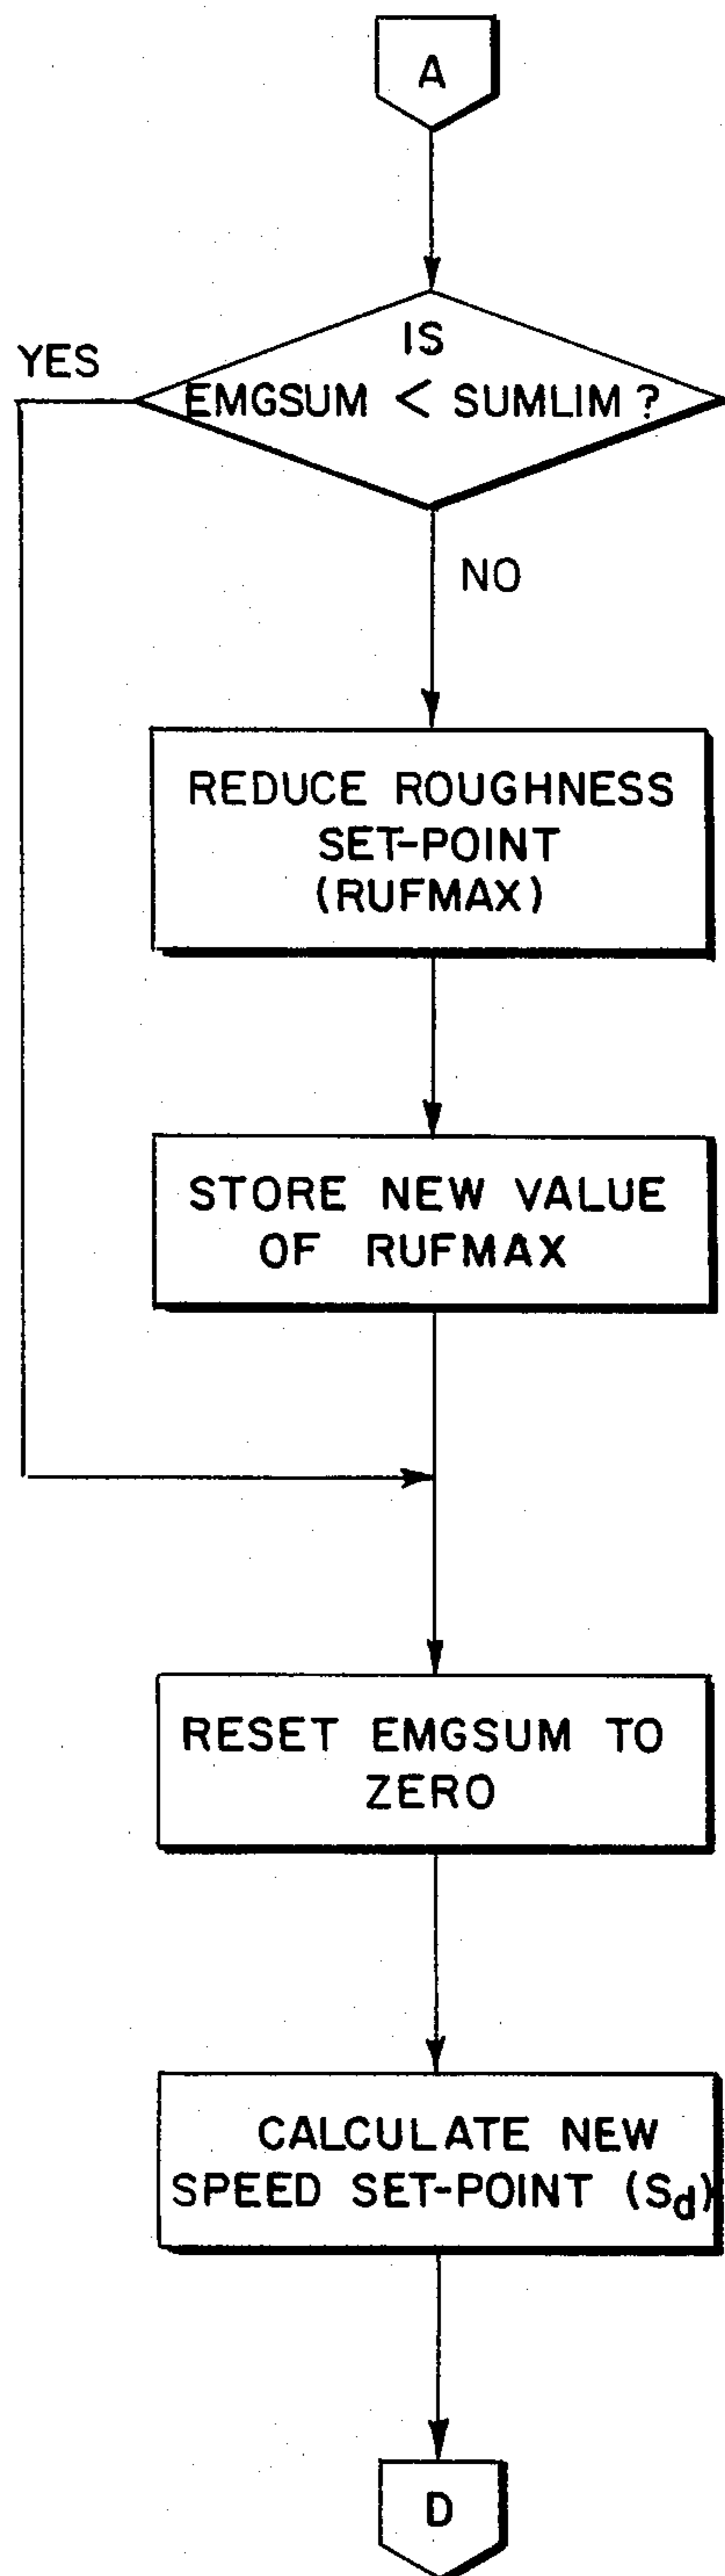 A
IS
YES
EMGSUM < SUMLIM ?
NO
REDUCE ROUGHNESS
SET-POINT
(RUFMAX)
STORE NEW VALUE
OF RUFMAX
RESET EMGSUM TO
ZERO
CALCULATE NEW
SPEED SET-POINT (Sd)
D